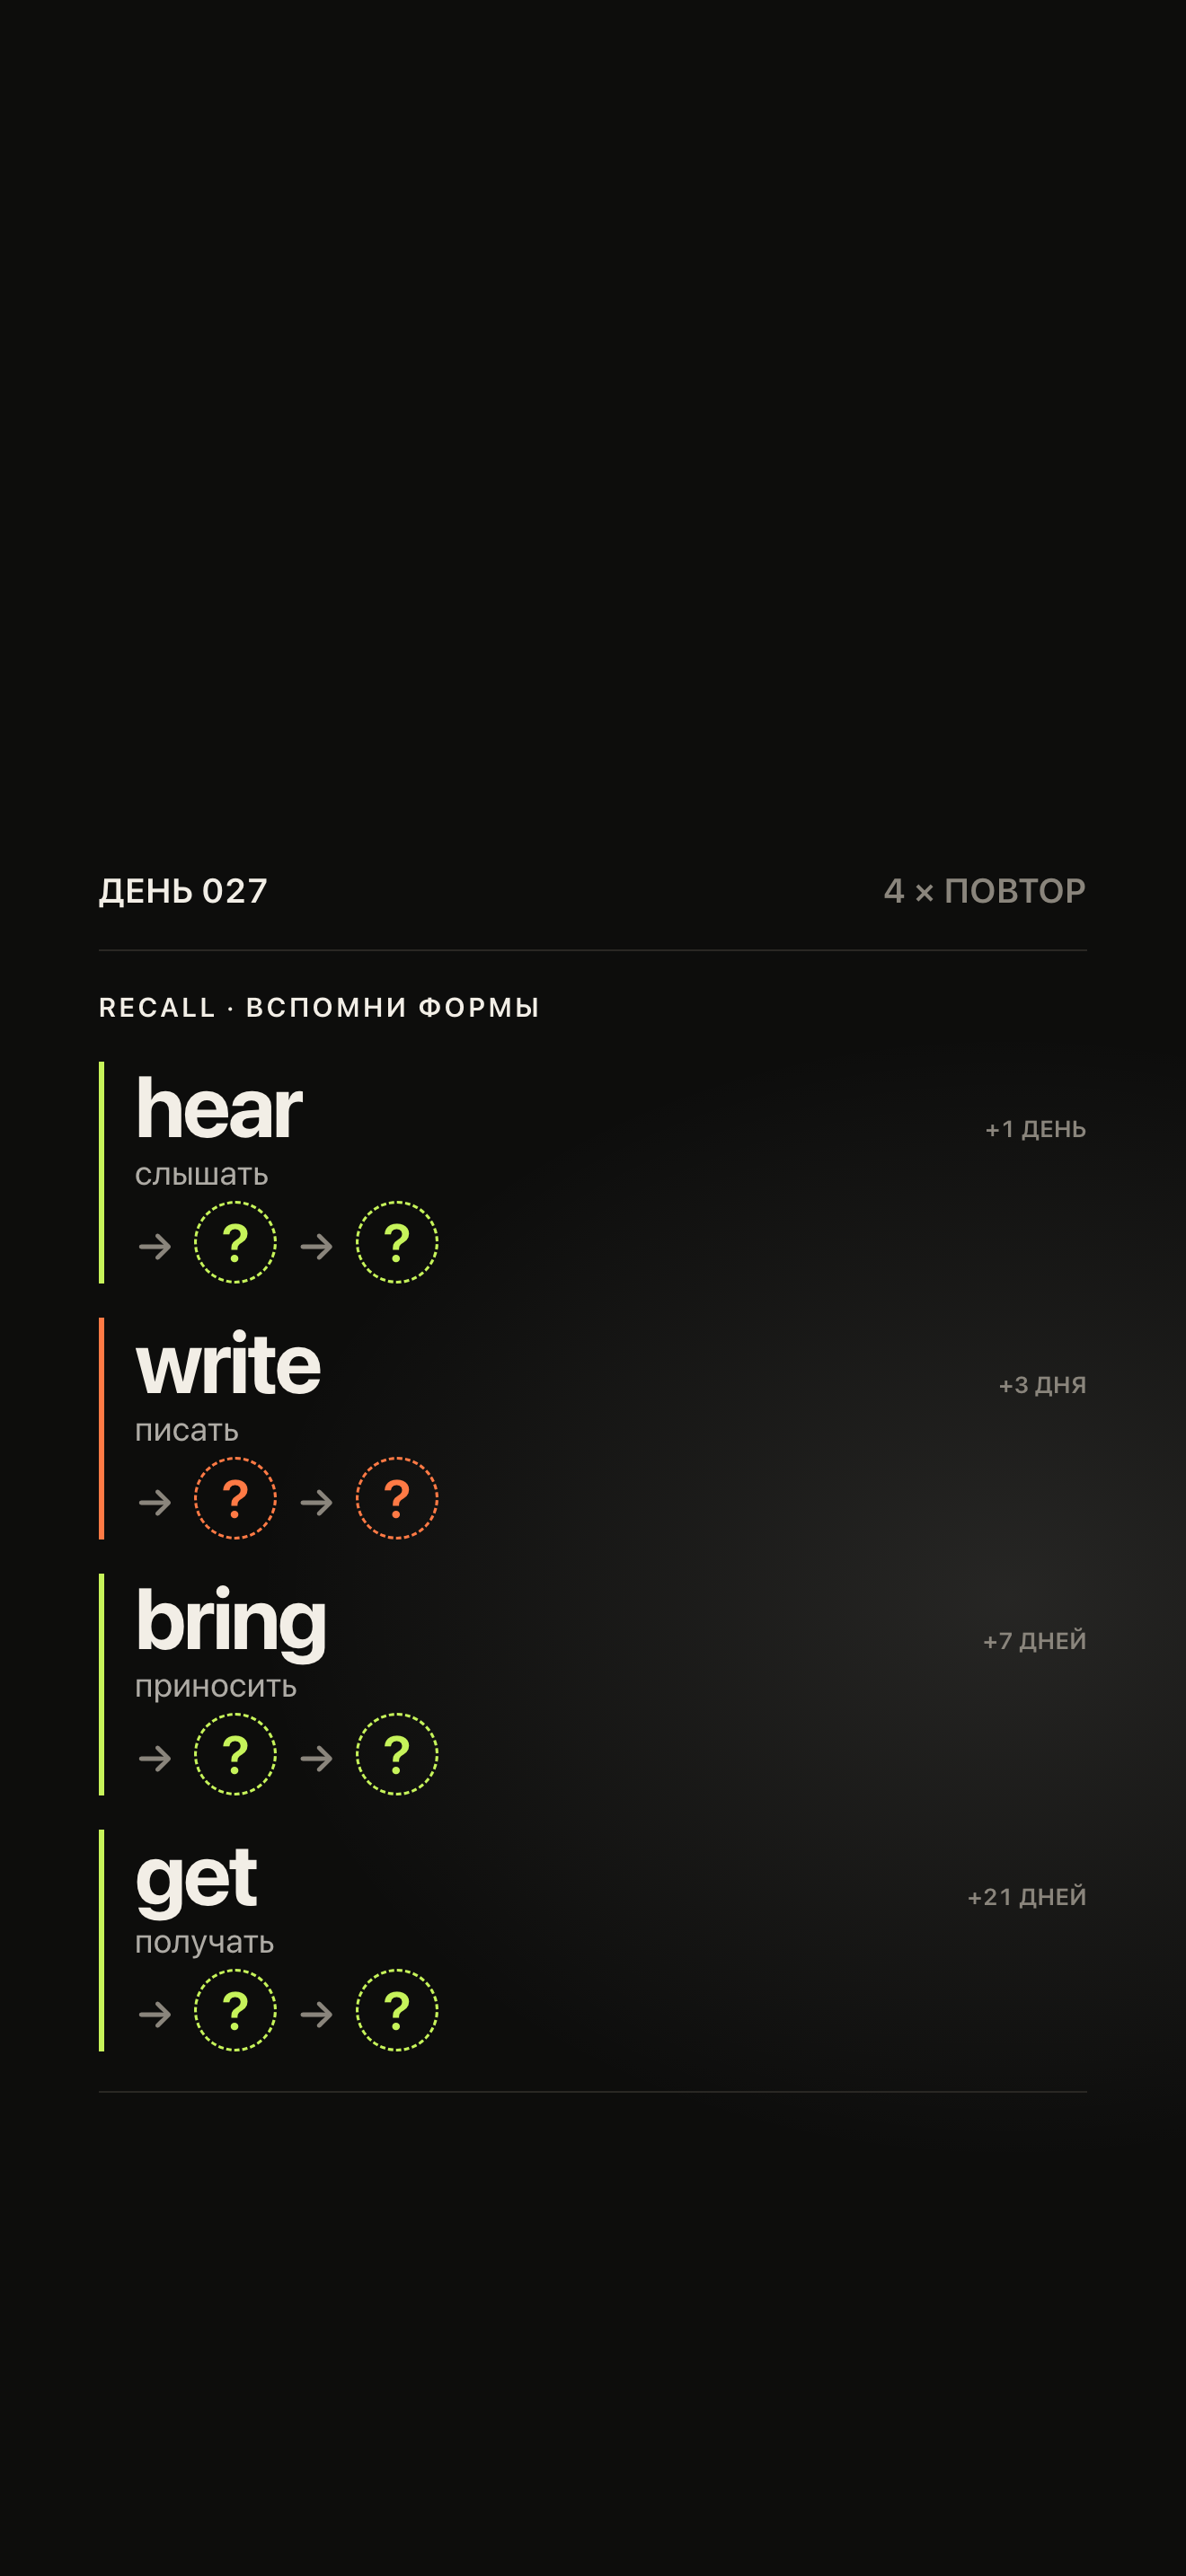 ДЕНЬ 027
4 × ПОВТОР
RECALL · ВСПОМНИ ФОРМЫ
hear
+1 ДЕНЬ
слышать
→ ? → ?
write
+3 ДНЯ
писать
→ ? → ?
bring
+7 ДНЕЙ
приносить
→ ? → ?
get
+21 ДНЕЙ
получать
→ ? → ?